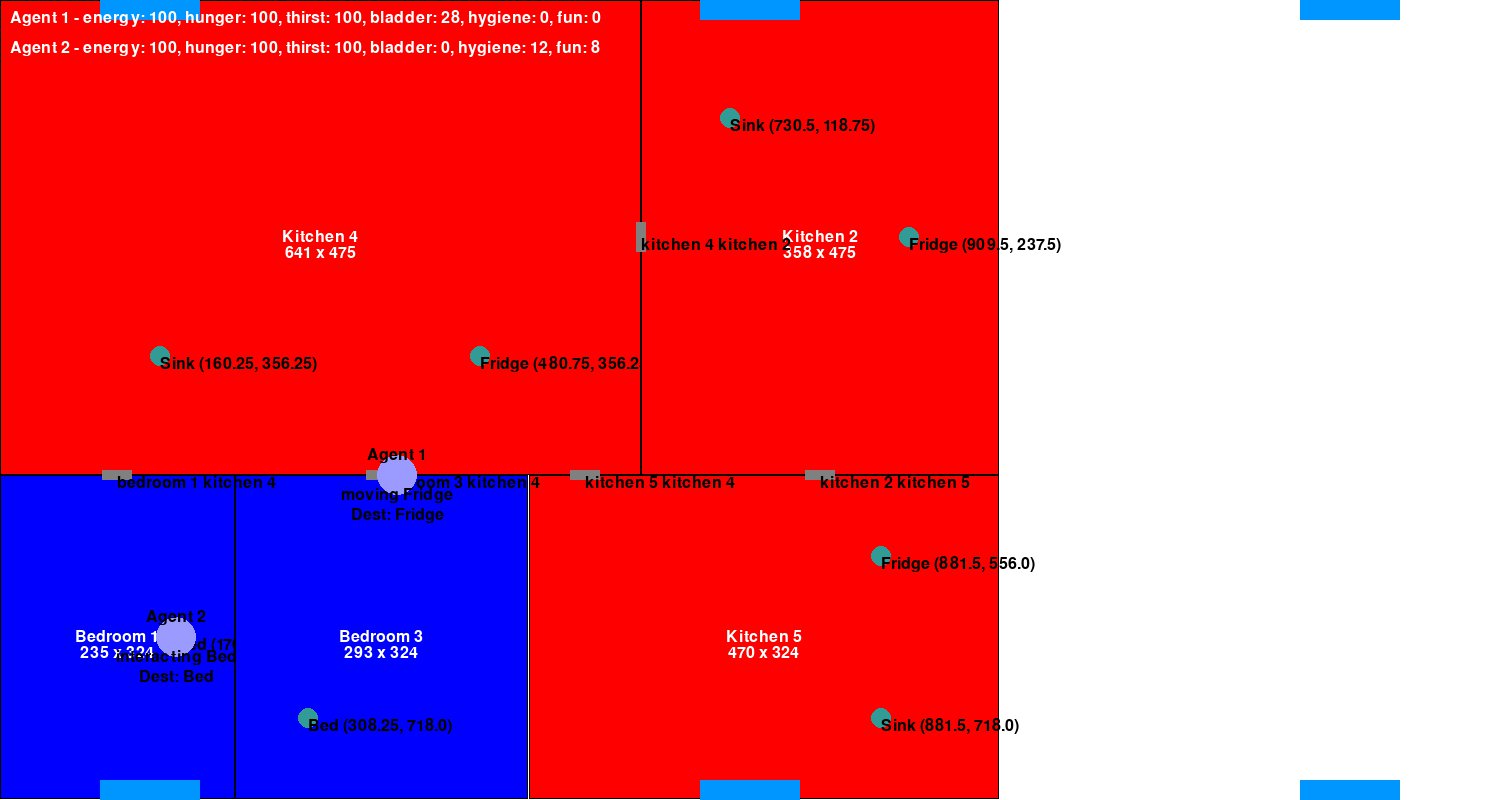 Agent 1 - energy: 100, hunger: 100, thirst: 100, bladder: 28, hygiene: 0, fun: 0
Agent 2 - energy: 100, hunger: 100, thirst: 100, bladder: 0, hygiene: 12, fun: 8
Sink (730.5, 118.75)
Kitchen 4
641 x 475
kitchen 4 kitchen 2
Kitchen 2
358 x 475
Fridge (909.5, 237.5)
Sink (160.25, 356.25)
Fridge (480.75, 356.2
Agent 1
bedroom 1 kitchen 4
oom 3 kitchen 4
kitchen 5 kitchen 4
kitchen 2 kitchen 5
moving Fridge
Dest: Fridge
Fridge (881.5, 556.0)
Agent 2
Bedroom 1
235 x 324
interacting Bed
Dest: Bed
Bedroom 3
293 x 324
Kitchen 5
470 x 324
Bed (308.25, 718.0)
Sink (881.5, 718.0)